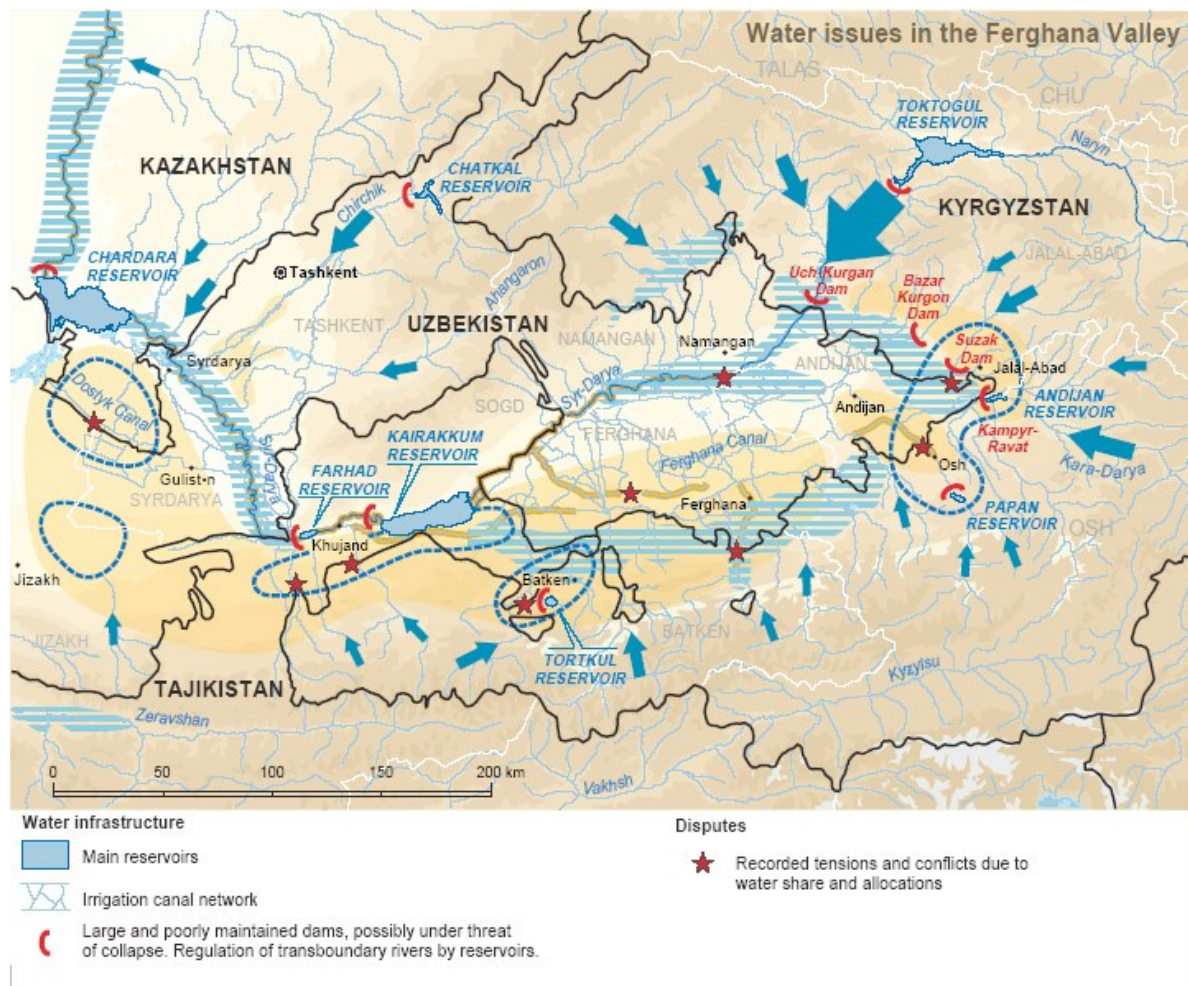 Water issues in the Ferghana Valley
TALAS
CHU
TOKTOGUL
RESERVOIR
Naryn
KAZAKHSTAN
CHATKAL
RESERVOIR
Chirchik
KYRGYZSTAN
CHARDARA
RESERVOIR
Tashkent
JALAL-ABAD
Uch-Kurgan
Dam
Bazar
Kurgon
Dam
Ahangaron
TASHKENT
UZBEKISTAN
NAMANGAN
Namangan
Suzak
Dam
Jalal-Abad
Syrdarya
ANDIJAN
Dostyk Canal
Syr-Darya
SOGD
Andijan
ANDIJAN
RESERVOIR
FERGHANA
KAIRAKKUM
RESERVOIR
Ferghana Canal
Kampyr-
Ravat
Kara-Darya
Syr-Darya
Osh
FARHAD
RESERVOIR
Gulist-n
SYRDARYA
Ferghana
PAPAN
RESERVOIR
OSH
Khujand
Jizakh
Batken
JIZAKH
BATKEN
TORTKUL
RESERVOIR
Kyzylsu
TAJIKISTAN
Zeravshan
Vakhsh
0 50 100 150 200 km
Water infrastructure
Main reservoirs
Irrigation canal network
Large and poorly maintained dams, possibly under threat
of collapse. Regulation of transboundary rivers by reservoirs.
Disputes
Recorded tensions and conflicts due to
water share and allocations